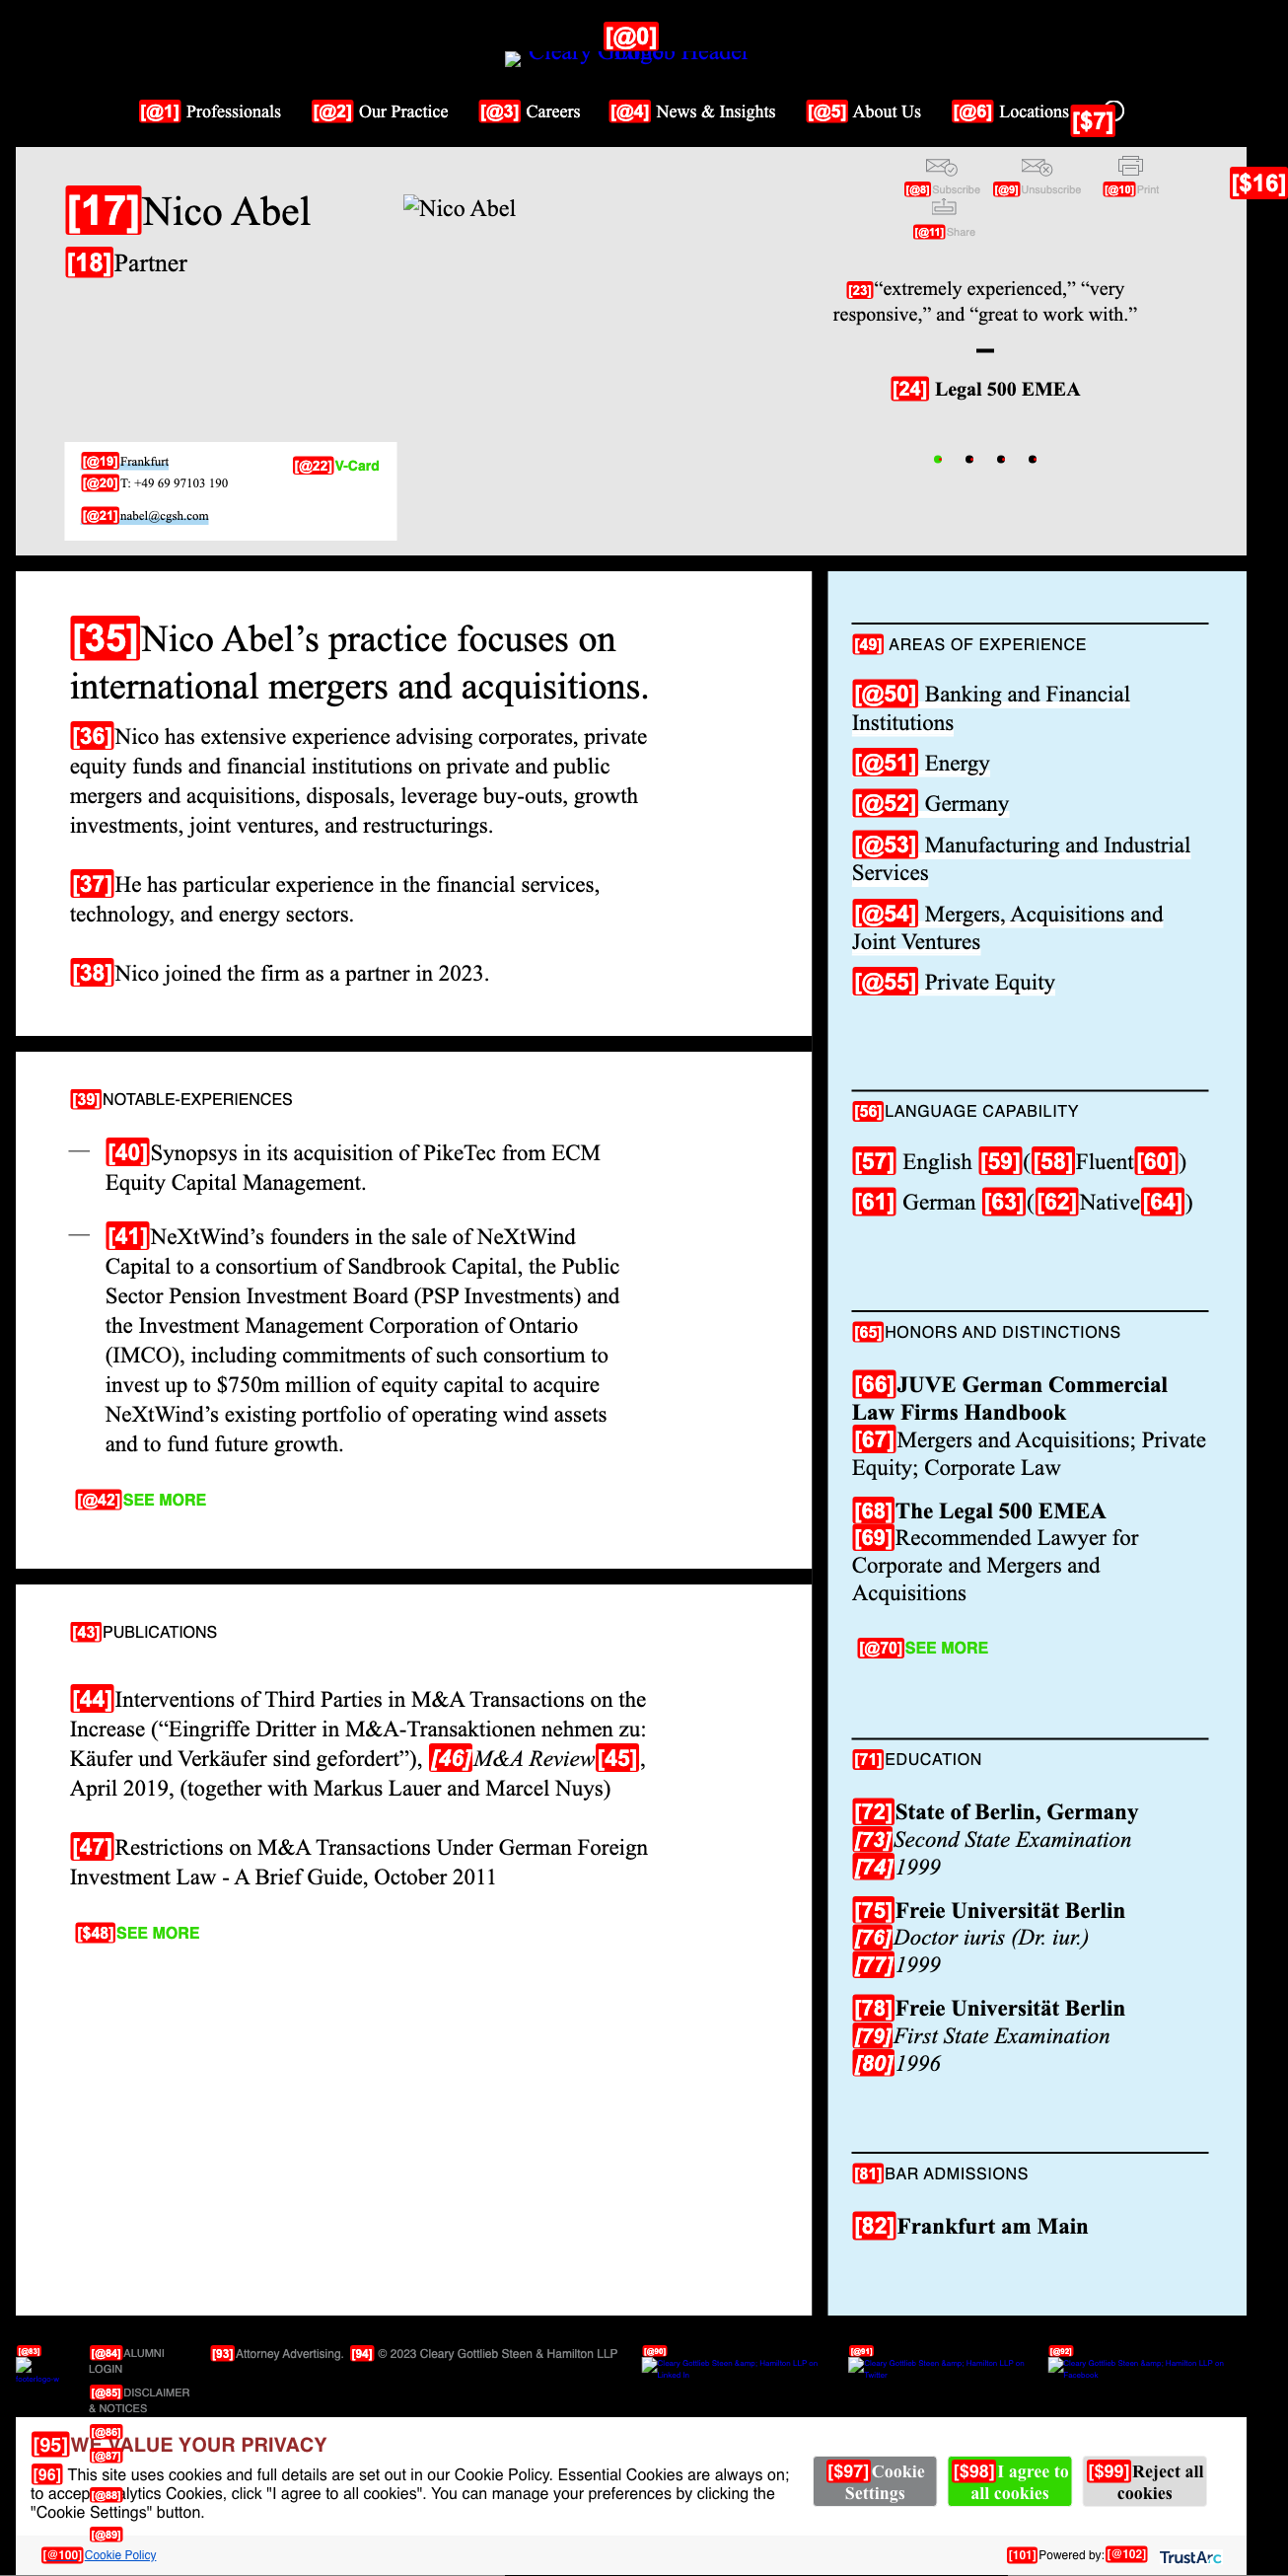 [@0]
Cleary Gottlieb Header
[@1] Professionals [@2] Our Practice [@3] Careers [@4] News & Insights [@5] About Us [@6] Locations [$7]
[@8]Subscribe [@9]Unsubscribe [@10]Print [$16]
[@11]Share
[17]Nico Abel
Nico Abel
[18]Partner
[23]“extremely experienced,” “very
responsive,” and “great to work with.”
[24] Legal 500 EMEA
[@19]Frankfurt
[@20]T: +49 69 97103 190
[@21]nabel@cgsh.com
[@22]V-Card
[35]Nico Abel’s practice focuses on
international mergers and acquisitions.
[36]Nico has extensive experience advising corporates, private
equity funds and financial institutions on private and public
mergers and acquisitions, disposals, leverage buy-outs, growth
investments, joint ventures, and restructurings.
[37]He has particular experience in the financial services,
technology, and energy sectors.
[38]Nico joined the firm as a partner in 2023.
[39]NOTABLE-EXPERIENCES
[40]Synopsys in its acquisition of PikeTec from ECM
Equity Capital Management.
[41]NeXtWind’s founders in the sale of NeXtWind
Capital to a consortium of Sandbrook Capital, the Public
Sector Pension Investment Board (PSP Investments) and
the Investment Management Corporation of Ontario
(IMCO), including commitments of such consortium to
invest up to $750m million of equity capital to acquire
NeXtWind’s existing portfolio of operating wind assets
and to fund future growth.
[@42]SEE MORE
[43]PUBLICATIONS
[44]Interventions of Third Parties in M&A Transactions on the
Increase (“Eingriffe Dritter in M&A-Transaktionen nehmen zu:
Käufer und Verkäufer sind gefordert”), [46]M&A Review[45],
April 2019, (together with Markus Lauer and Marcel Nuys)
[47]Restrictions on M&A Transactions Under German Foreign
Investment Law - A Brief Guide, October 2011
[$48]SEE MORE
[49] AREAS OF EXPERIENCE
[@50] Banking and Financial
Institutions
[@51] Energy
[@52] Germany
[@53] Manufacturing and Industrial
Services
[@54] Mergers, Acquisitions and
Joint Ventures
[@55] Private Equity
[56]LANGUAGE CAPABILITY
[57] English [59]([58]Fluent[60])
[61] German [63]([62]Native[64])
[65]HONORS AND DISTINCTIONS
[66]JUVE German Commercial
Law Firms Handbook
[67]Mergers and Acquisitions; Private
Equity; Corporate Law
[68]The Legal 500 EMEA
[69]Recommended Lawyer for
Corporate and Mergers and
Acquisitions
[@70]SEE MORE
[71]EDUCATION
[72]State of Berlin, Germany
[73]Second State Examination
[74]1999
[75]Freie Universität Berlin
[76]Doctor iuris (Dr. iur.)
[77]1999
[78]Freie Universität Berlin
[79]First State Examination
[80]1996
[81]BAR ADMISSIONS
[82]Frankfurt am Main
[@83]
[@84]ALUMNI
LOGIN
[@85]DISCLAIMER
& NOTICES
[@86]
[@87]
[@88]
[@89]
[93]Attorney Advertising. [94] © 2023 Cleary Gottlieb Steen & Hamilton LLP
[@90]
Cleary Gottlieb Steen &amp; Hamilton LLP on
Linked In
[@91]
Cleary Gottlieb Steen &amp; Hamilton LLP on
Twitter
[@92]
Cleary Gottlieb Steen &amp; Hamilton LLP on
Facebook
[95]WE VALUE YOUR PRIVACY
[96] This site uses cookies and full details are set out in our Cookie Policy. Essential Cookies are always on;
to accep lytics Cookies, click "I agree to all cookies". You can manage your preferences by clicking the
"Cookie Settings" button.
[$97]Cookie
Settings
[$98]I agree to
all cookies
[$99]Reject all
cookies
[@100]Cookie Policy
[101]Powered by:[@102] TrustArc